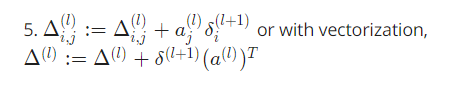 5. Δ_{i,j}^{(l)} := Δ_{i,j}^{(l)} + a_j^{(l)} δ_i^{(l+1)} or with vectorization,
Δ^{(l)} := Δ^{(l)} + δ^{(l+1)}(a^{(l)})^T